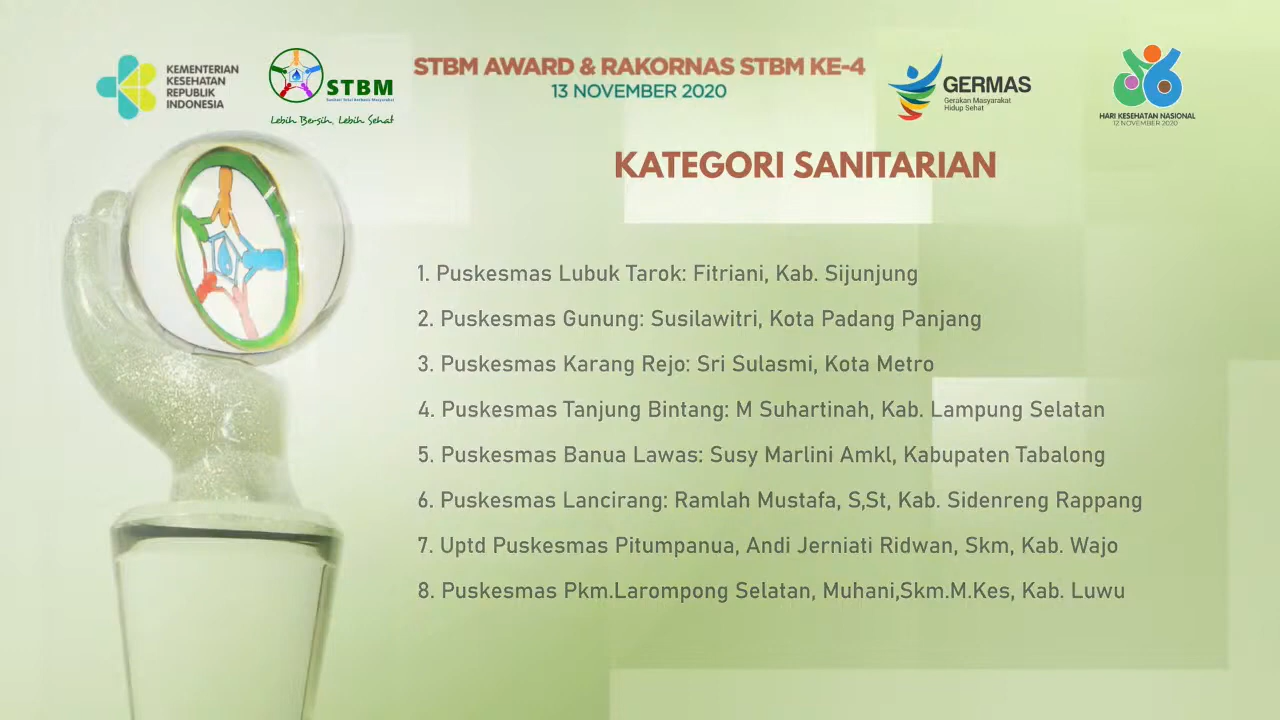 KEMENTERIAN
KESEHATAN
REPUBLIK
INDONESIA
STBM
Sanitasi Total Berbasis Masyarakat
Lebih Bersih, Lebih Sehat
STBM AWARD & RAKORNAS STBM KE-4
13 NOVEMBER 2020
GERMAS
Gerakan Masyarakat
Hidup Sehat
HARI KESEHATAN NASIONAL
12 NOVEMBER 2020
KATEGORI SANITARIAN
1. Puskesmas Lubuk Tarok: Fitriani, Kab. Sijunjung
2. Puskesmas Gunung: Susilawitri, Kota Padang Panjang
3. Puskesmas Karang Rejo: Sri Sulasmi, Kota Metro
4. Puskesmas Tanjung Bintang: M Suhartinah, Kab. Lampung Selatan
5. Puskesmas Banua Lawas: Susy Marlini Amkl, Kabupaten Tabalong
6. Puskesmas Lancirang: Ramlah Mustafa, S,St, Kab. Sidenreng Rappang
7. Uptd Puskesmas Pitumpanua, Andi Jerniati Ridwan, Skm, Kab. Wajo
8. Puskesmas Pkm.Larompong Selatan, Muhani,Skm.M.Kes, Kab. Luwu